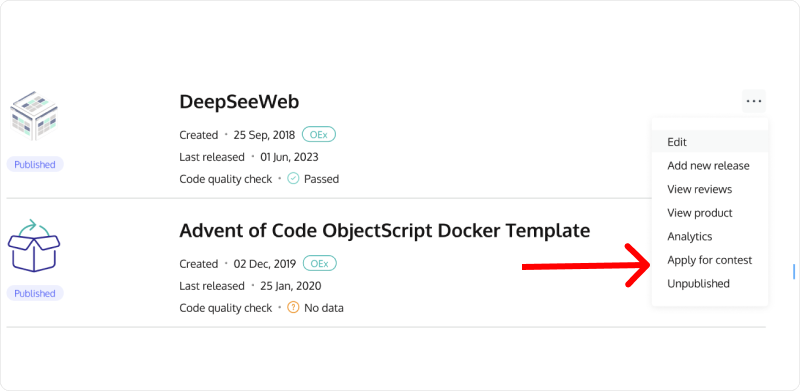 DeepSeeWeb
Created • 25 Sep, 2018 OEx
Last released • 01 Jun, 2023
Published
Code quality check • Passed
Edit
Add new release
View reviews
View product
Analytics
Apply for contest
Unpublished
Advent of Code ObjectScript Docker Template
Created • 02 Dec, 2019 OEx
Last released • 25 Jan, 2020
Published
Code quality check • ? No data